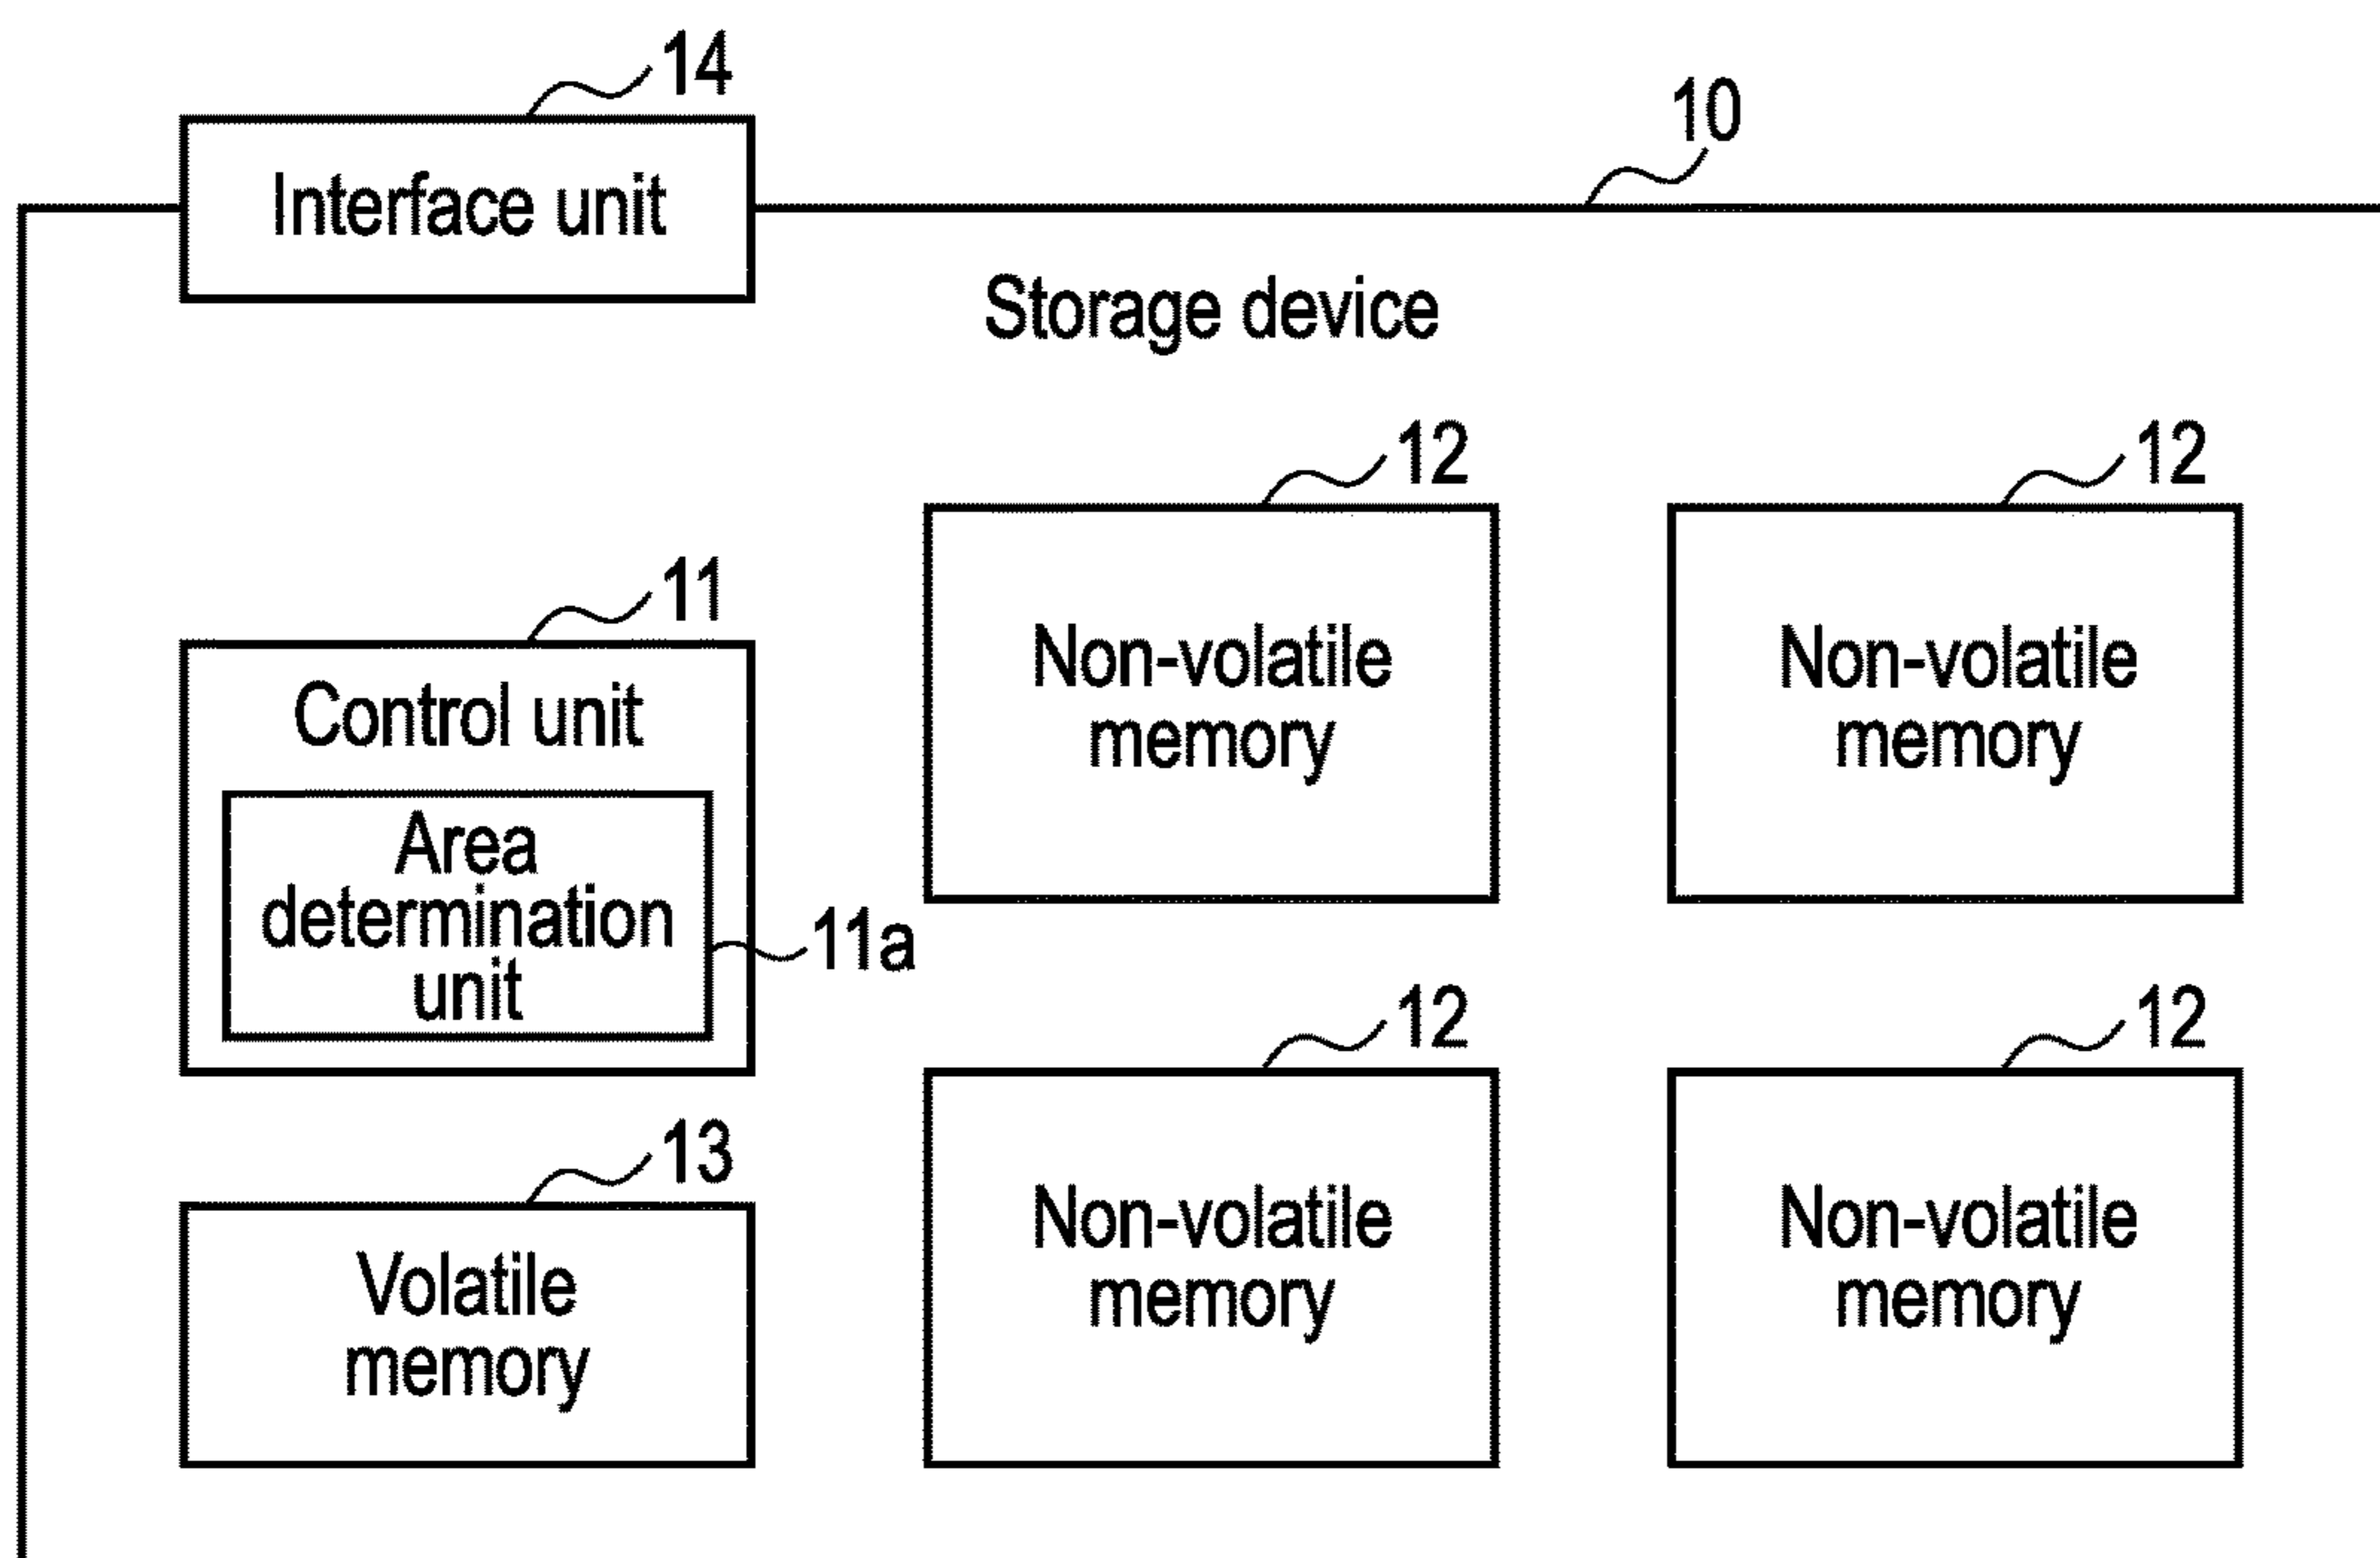 14
Interface unit
10
Storage device
12
12
Non-volatile
memory
Non-volatile
memory
11
Control unit
Area
determination
unit
11a
12
12
Non-volatile
memory
Non-volatile
memory
13
Volatile
memory